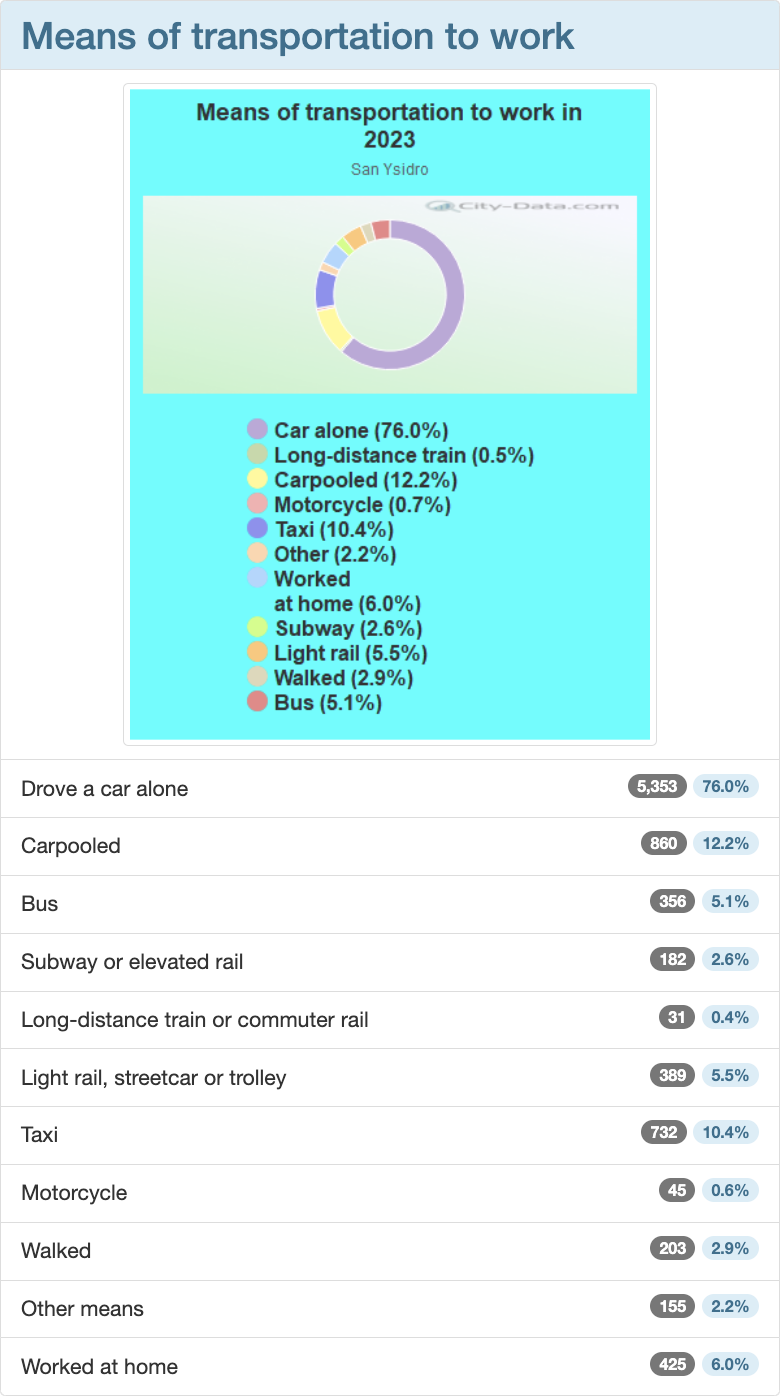 Means of transportation to work
Means of transportation to work in
2023
San Ysidro
City-Data.com
Car alone (76.0%)
Long-distance train (0.5%)
Carpooled (12.2%)
Motorcycle (0.7%)
Taxi (10.4%)
Other (2.2%)
Worked
at home (6.0%)
Subway (2.6%)
Light rail (5.5%)
Walked (2.9%)
Bus (5.1%)
Drove a car alone 5,353 76.0%
Carpooled 860 12.2%
Bus 356 5.1%
Subway or elevated rail 182 2.6%
Long-distance train or commuter rail 31 0.4%
Light rail, streetcar or trolley 389 5.5%
Taxi 732 10.4%
Motorcycle 45 0.6%
Walked 203 2.9%
Other means 155 2.2%
Worked at home 425 6.0%